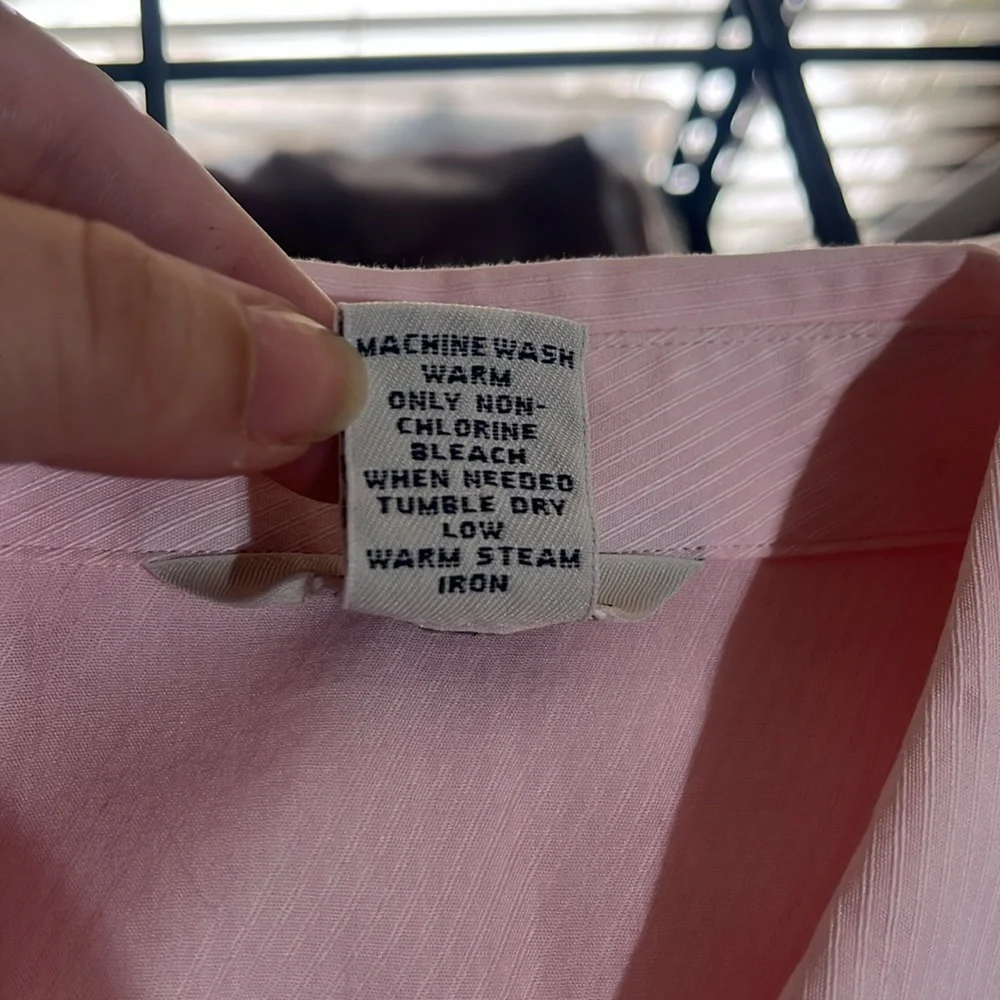 MACHINE WASH
WARM
ONLY NON-
CHLORINE
BLEACH
WHEN NEEDED
TUMBLE DRY
LOW
WARM STEAM
IRON